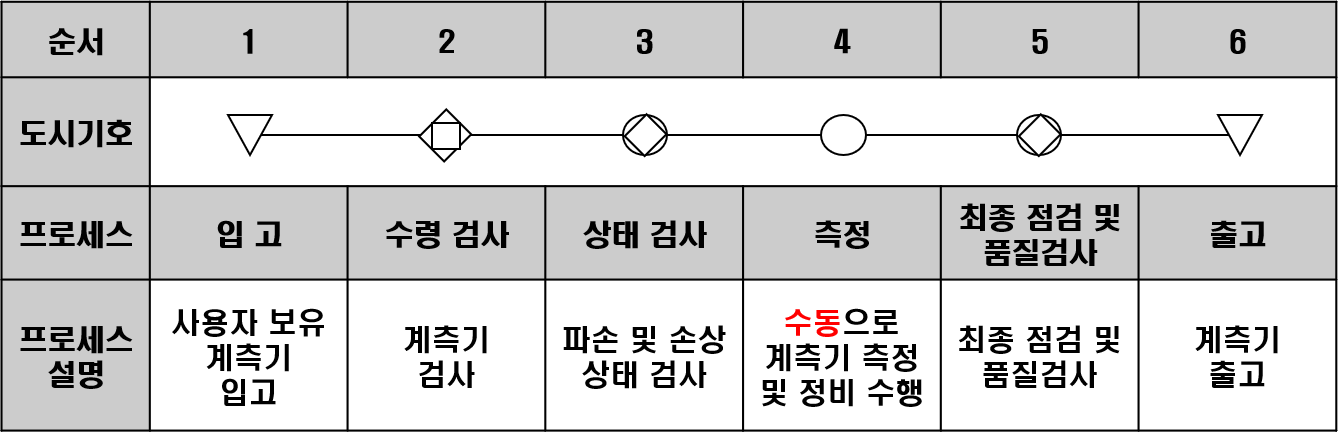 순서 1 2 3 4 5 6
도시기호
프로세스 입 고 수령 검사 상태 검사 측정 최종 점검 및 품질검사 출고
프로세스 설명
사용자 보유
계측기
입고
계측기
검사
파손 및 손상
상태 검사
수동으로
계측기 측정
및 정비 수행
최종 점검 및
품질검사
계측기
출고